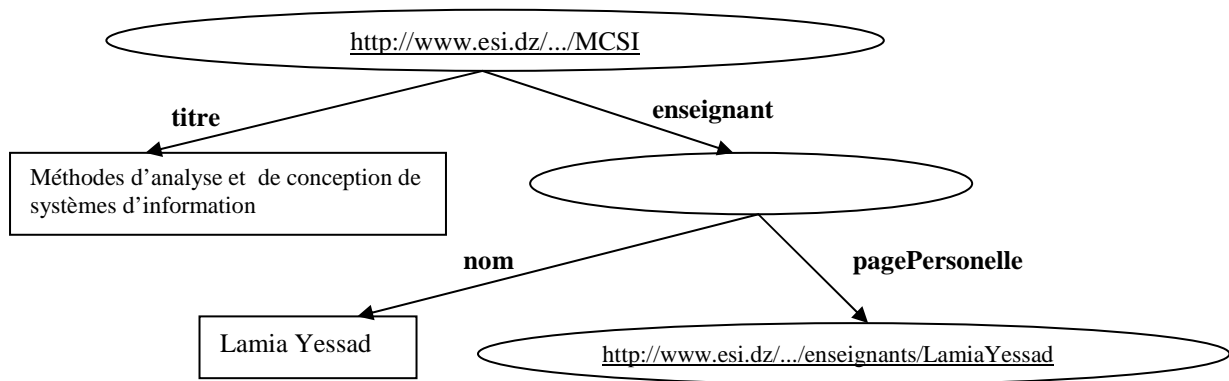 http://www.esi.dz/.../MCSI
titre
enseignant
Méthodes d'analyse et de conception de
systèmes d'information
nom
pagePersonelle
Lamia Yessad
http://www.esi.dz/.../enseignants/LamiaYessad